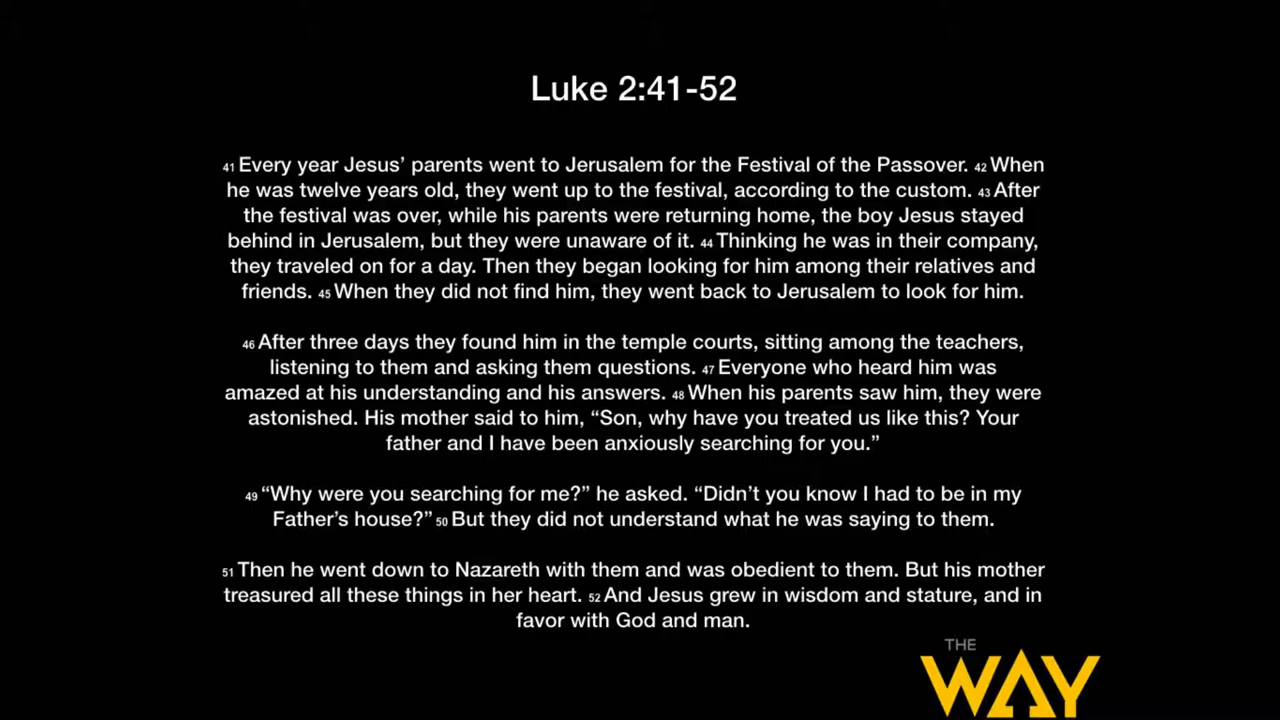 Luke 2:41-52
41 Every year Jesus’ parents went to Jerusalem for the Festival of the Passover. 42 When
he was twelve years old, they went up to the festival, according to the custom. 43 After
the festival was over, while his parents were returning home, the boy Jesus stayed
behind in Jerusalem, but they were unaware of it. 44 Thinking he was in their company,
they traveled on for a day. Then they began looking for him among their relatives and
friends. 45 When they did not find him, they went back to Jerusalem to look for him.
46 After three days they found him in the temple courts, sitting among the teachers,
listening to them and asking them questions. 47 Everyone who heard him was
amazed at his understanding and his answers. 48 When his parents saw him, they were
astonished. His mother said to him, “Son, why have you treated us like this? Your
father and I have been anxiously searching for you.”
49 “Why were you searching for me?” he asked. “Didn’t you know I had to be in my
Father’s house?” 50 But they did not understand what he was saying to them.
51 Then he went down to Nazareth with them and was obedient to them. But his mother
treasured all these things in her heart. 52 And Jesus grew in wisdom and stature, and in
favor with God and man.
THE
WAY